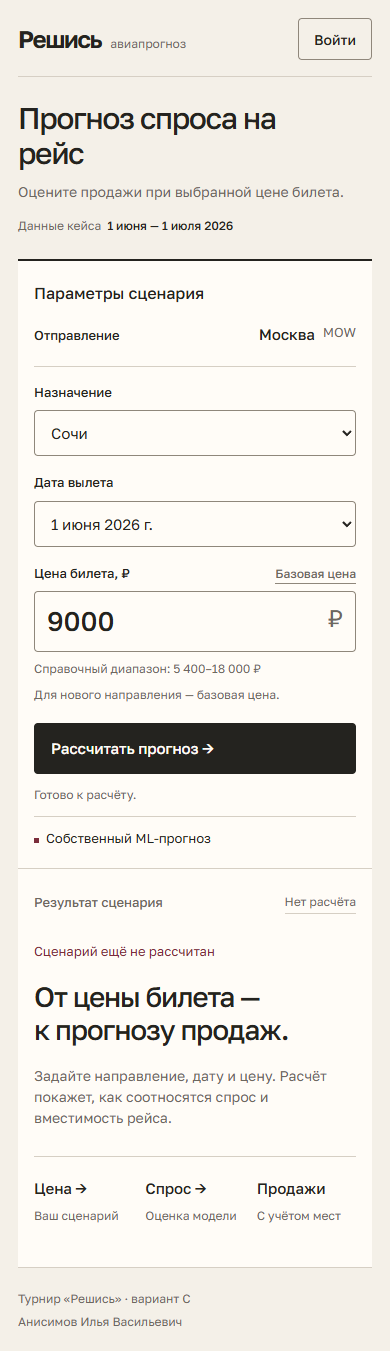 Решись авиапрогноз Войти
Прогноз спроса на
рейс
Оцените продажи при выбранной цене билета.
Данные кейса 1 июня — 1 июля 2026
Параметры сценария
Отправление Москва MOW
Назначение
Сочи
Дата вылета
1 июня 2026 г.
Цена билета, ₽ Базовая цена
9000 ₽
Справочный диапазон: 5 400–18 000 ₽
Для нового направления — базовая цена.
Рассчитать прогноз →
Готово к расчёту.
Собственный ML-прогноз
Результат сценария Нет расчёта
Сценарий ещё не рассчитан
От цены билета —
к прогнозу продаж.
Задайте направление, дату и цену. Расчёт
покажет, как соотносятся спрос и
вместимость рейса.
Цена → Спрос → Продажи
Ваш сценарий Оценка модели С учётом мест
Турнир «Решись» · вариант С
Анисимов Илья Васильевич